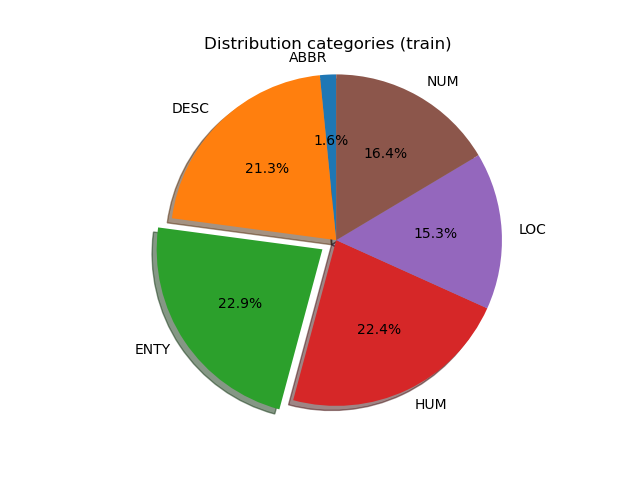 Distribution categories (train)
ABBR
NUM
DESC
1.6%
16.4%
21.3%
LOC
15.3%
22.9%
22.4%
ENTY
HUM